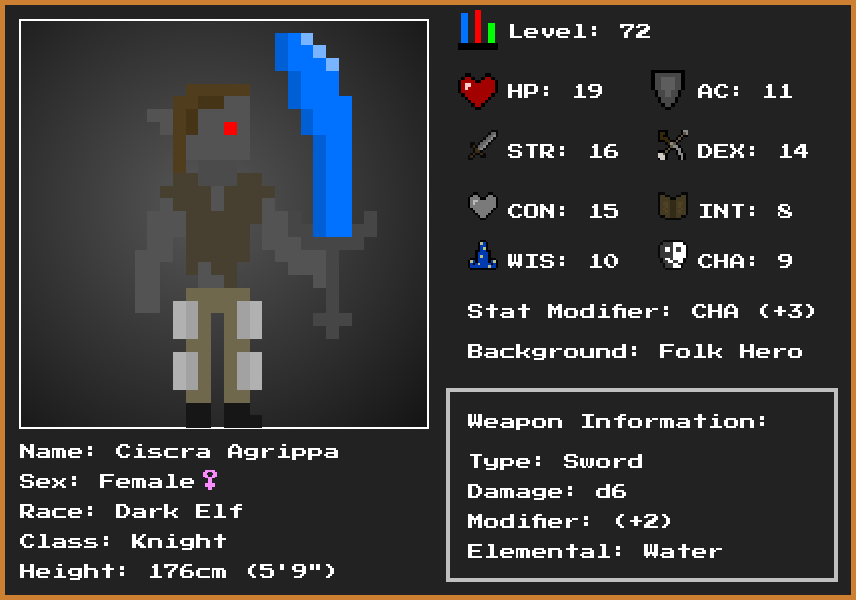 Level: 72
HP: 19 AC: 11
STR: 16 DEX: 14
CON: 15 INT: 8
WIS: 10 CHA: 9
Stat Modifier: CHA (+3)
Background: Folk Hero
Weapon Information:
Type: Sword
Damage: d6
Modifier: (+2)
Elemental: Water
Name: Ciscra Agrippa
Sex: Female♀
Race: Dark Elf
Class: Knight
Height: 176cm (5'9")